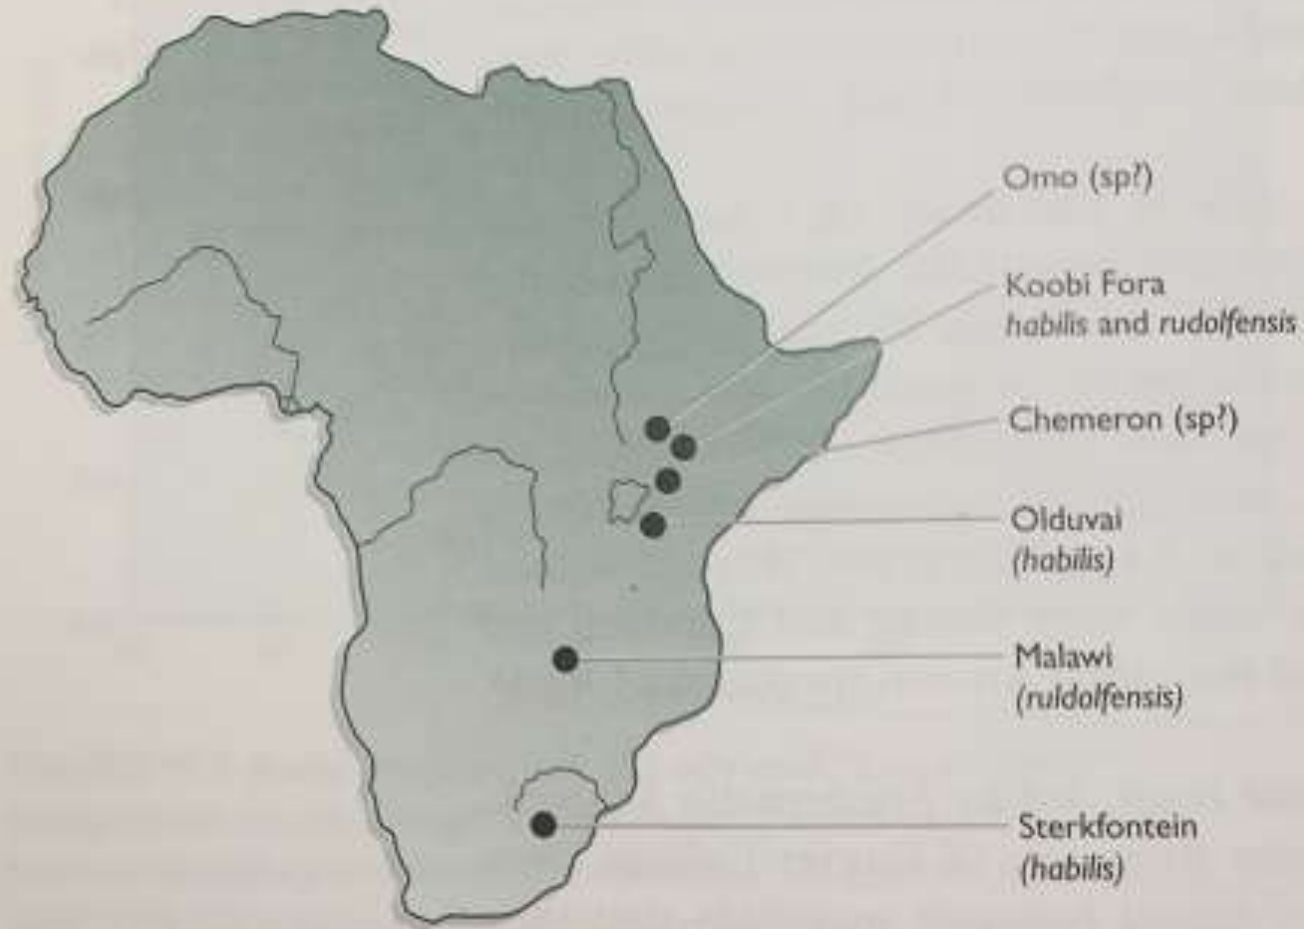 Omo (sp?)
Koobi Fora
habilis and rudolfensis
Chemeron (sp?)
Olduvai
(habilis)
Malawi
(ruldolfensis)
Sterkfontein
(habilis)